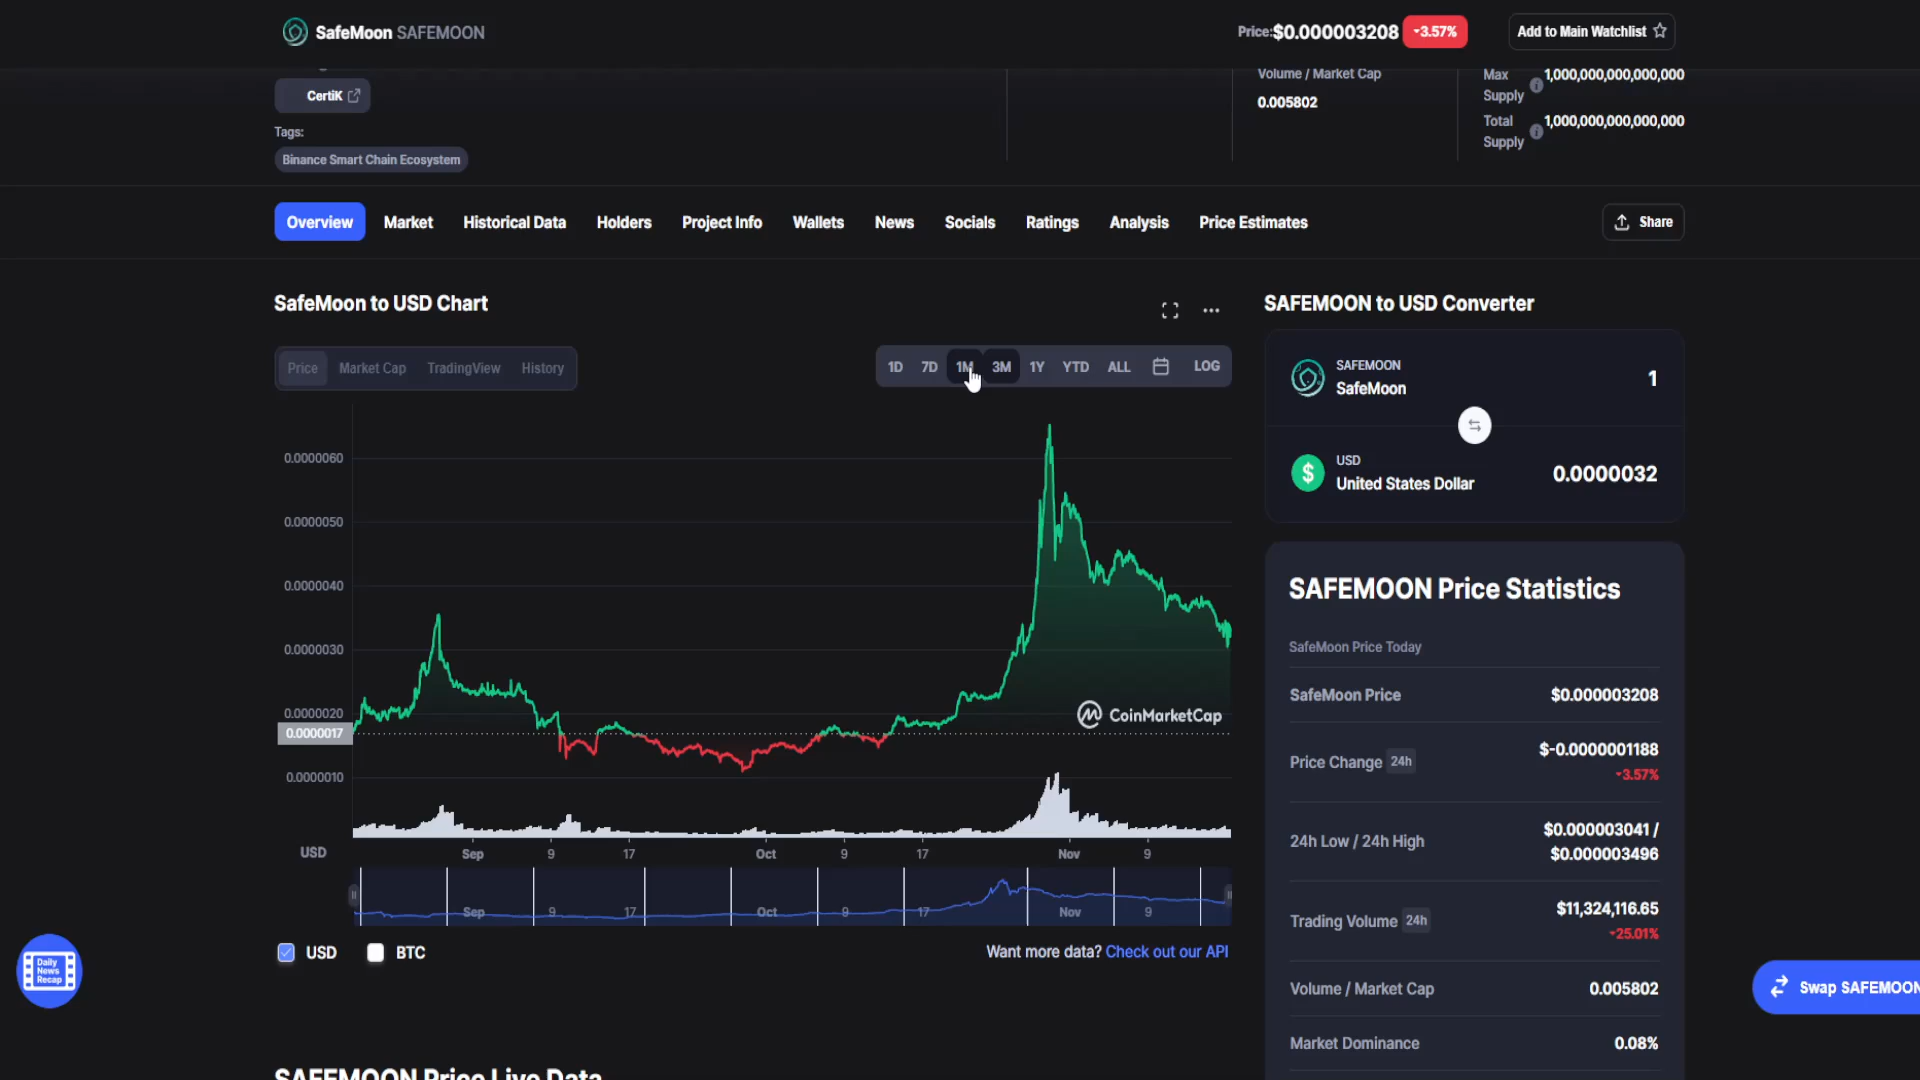 SafeMoon SAFEMOON
Price:$0.000003208 3.57%
Add to Main Watchlist
CertiK
Tags:
Binance Smart Chain Ecosystem
Volume / Market Cap
0.005802
Max Supply 1,000,000,000,000,000
Total Supply 1,000,000,000,000,000
Overview Market Historical Data Holders Project Info Wallets News Socials Ratings Analysis Price Estimates
Share
SafeMoon to USD Chart
Price Market Cap TradingView History
1D 7D 1M 3M 1Y YTD ALL LOG
0.0000060
0.0000050
0.0000040
0.0000030
0.0000020
0.0000017
0.0000010
CoinMarketCap
USD
Sep 9 17 Oct 9 17 Nov 9
Sep 9 17 Oct 9 17 Nov 9
USD BTC
Want more data? Check out our API
SAFEMOON Price Live Data
SAFEMOON to USD Converter
SAFEMOON
SafeMoon
1
USD
United States Dollar
0.0000032
SAFEMOON Price Statistics
SafeMoon Price Today
SafeMoon Price $0.000003208
Price Change 24h $-0.0000001188
3.57%
24h Low / 24h High $0.000003041 /
$0.000003496
Trading Volume 24h $11,324,116.65
25.01%
Volume / Market Cap 0.005802
Market Dominance 0.08%
Daily
News
Recap
Swap SAFEMOON